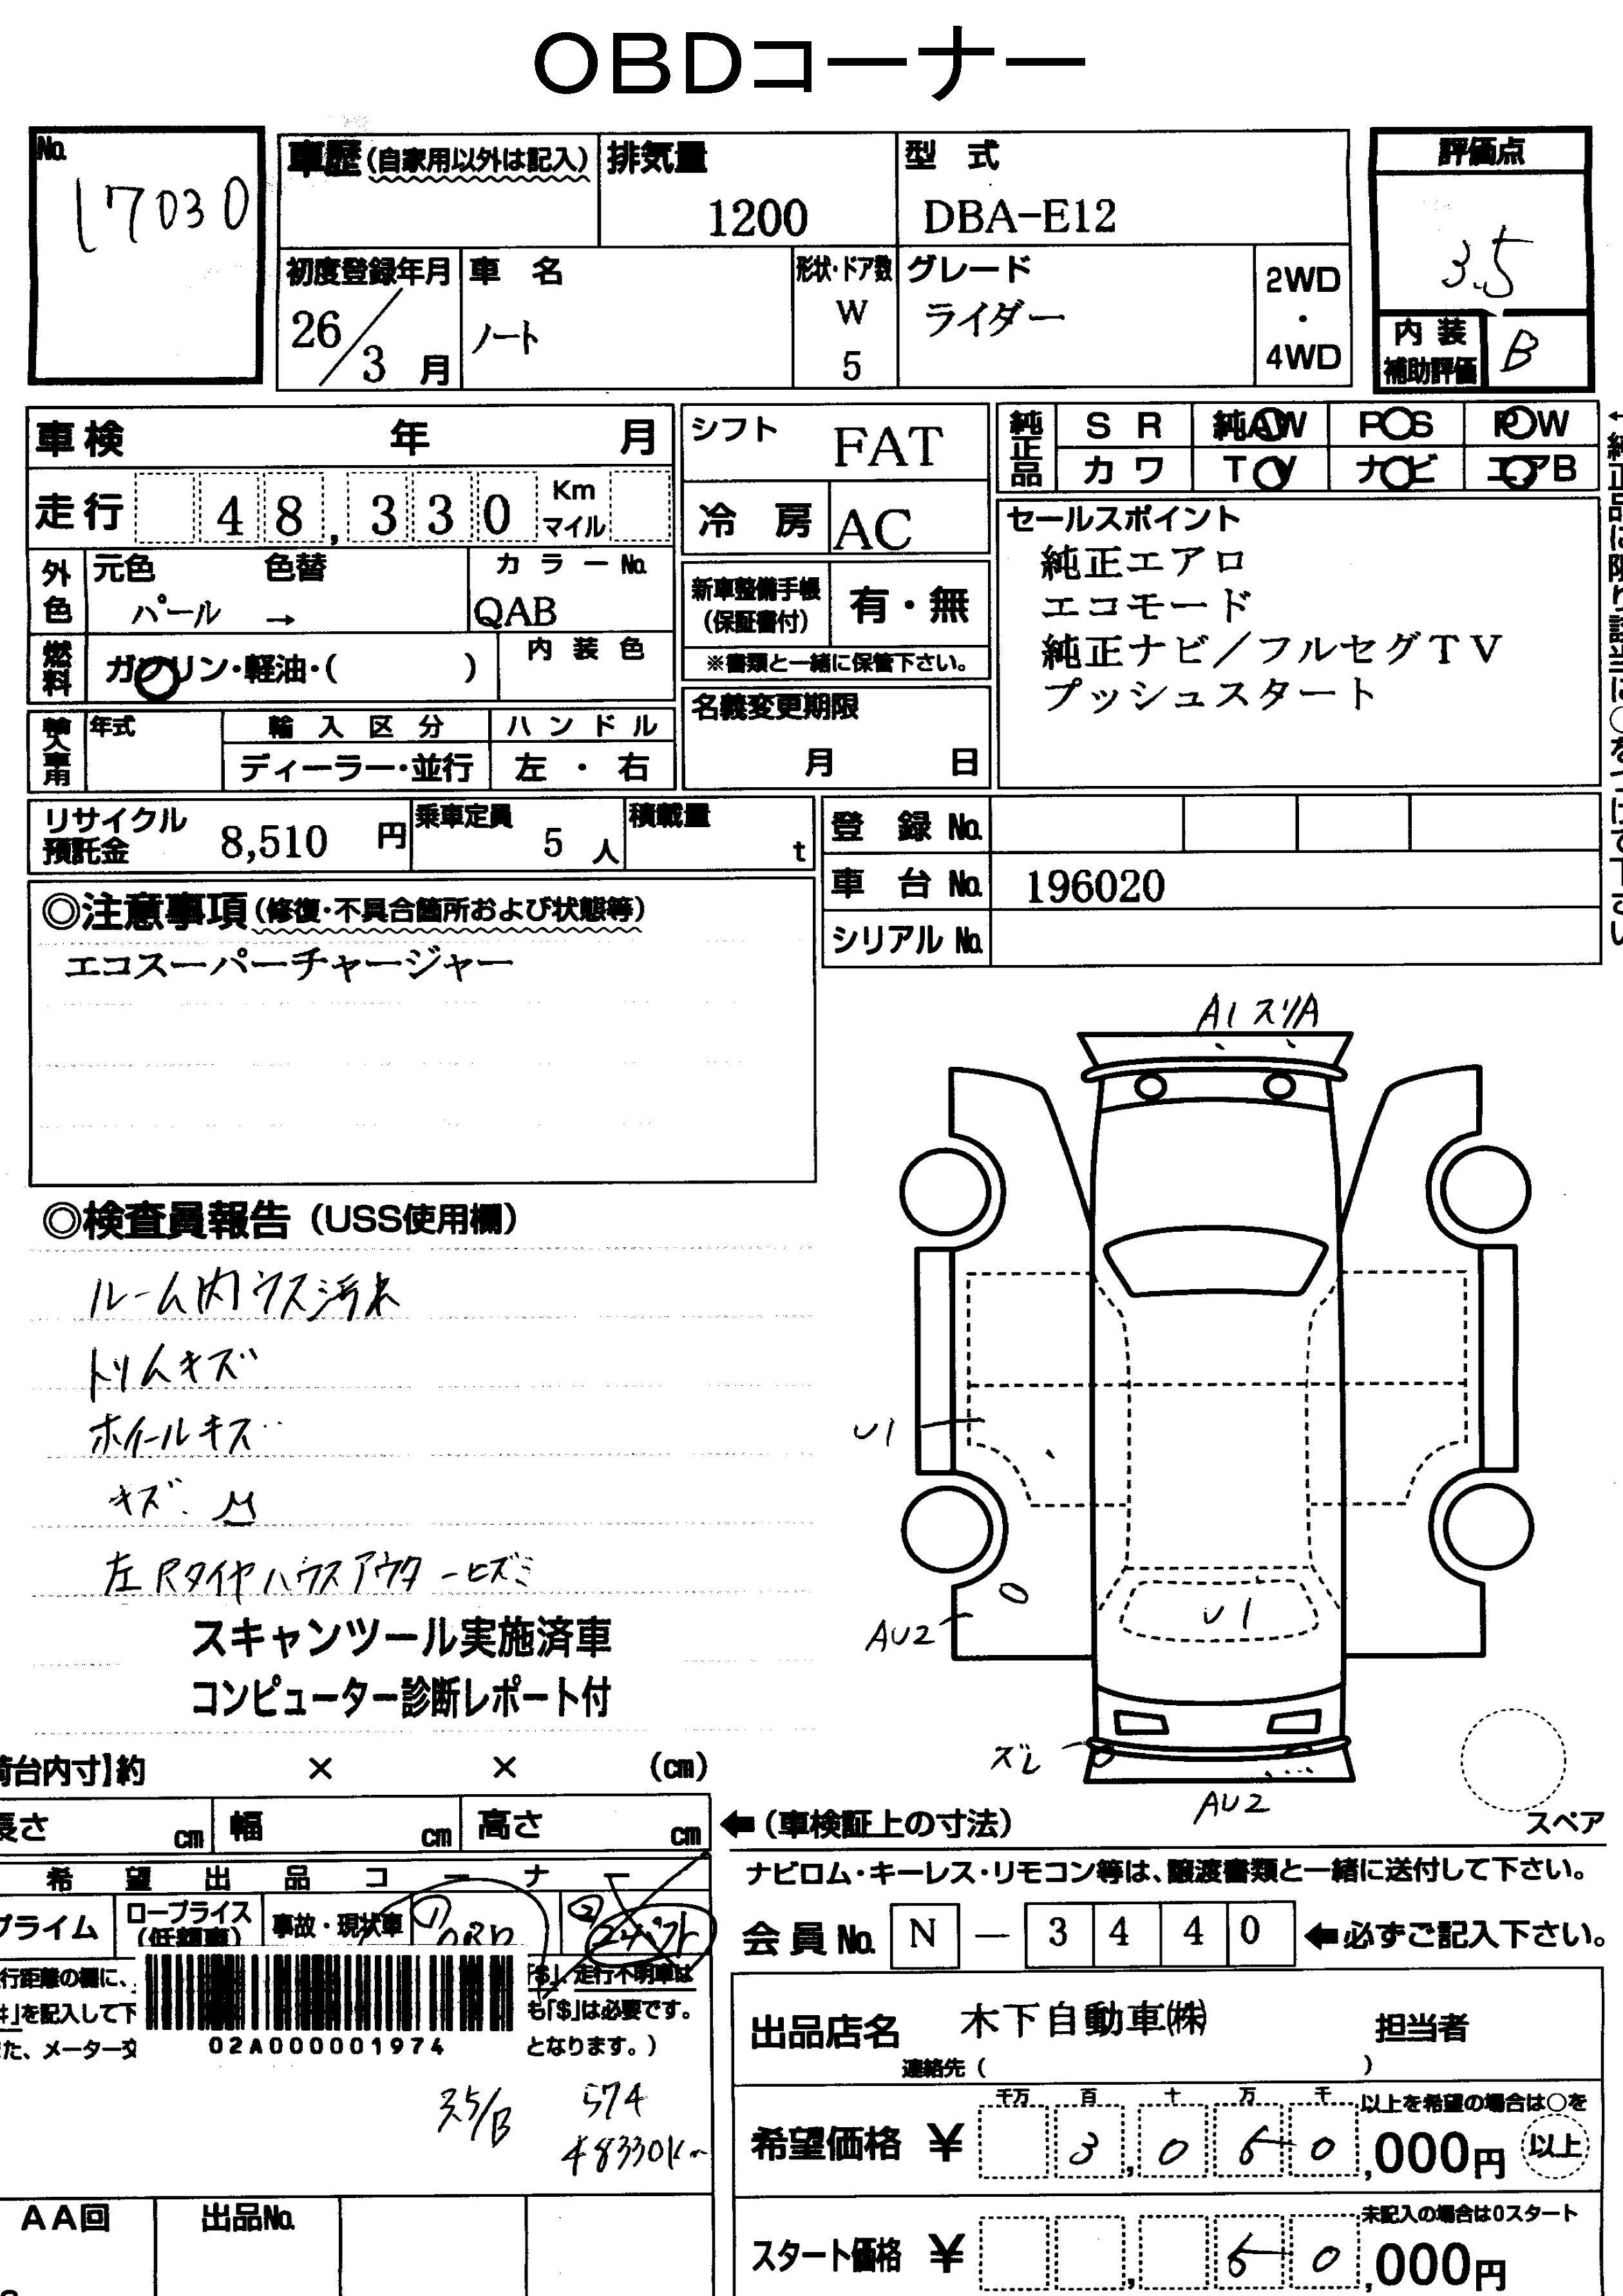 OBDコーナー
No. 17030
車歴(自家用以外は記入) 排気量 1200 型式 DBA-E12
評価点 3.5
初度登録年月 26/3月 車名 ノート 形状・ドア数 W 5 グレード ライダー 2WD・4WD
内装補助評価 B
車検 年 月
走行 48,330 Km マイル
シフト FAT
冷房 AC
純正品 SR 純AW PS PW
カワ TV ナビ エアB
外色 元色 パール → 色替 カラーNo. QAB
燃料 ガソリン・軽油・( ) 内装色
新車整備手帳(保証書付) 有・無
※書類と一緒に保管下さい。
セールスポイント
純正エアロ
エコモード
純正ナビ/フルセグTV
プッシュスタート
←純正品に限り該当に○をつけて下さい
輸入車用 年式 輸入区分 ディーラー・並行 ハンドル 左・右
名義変更期限 月 日
リサイクル預託金 8,510円 乗車定員 5人 積載量 t
登録No.
車台No. 196020
シリアルNo.
◎注意事項(修復・不具合箇所および状態等)
エコスーパーチャージャー
◎検査員報告(USS使用欄)
ルーム内ウス汚れ
トリムキズ
ホイールキズ
キズ.
左Rタイヤハウスアウターヒズミ
スキャンツール実施済車
コンピューター診断レポート付
A1 スリA
U1
AU2
U1
ズレ
AU2
スペア
荷台内寸】約 × × (cm)
長さ cm 幅 cm 高さ cm
←(車検証上の寸法)
希望出品コーナー
プライム ロープライス 事故・現状車 ① OBD ②
行距離の欄に、 「$」、走行不明車は
#」を記入して下 も「$」は必要です。
た、メーター交 となります。)
02A000001974
3.5/B 574
48330Km
AA回 出品No.
ナビロム・キーレス・リモコン等は、譲渡書類と一緒に送付して下さい。
会員No. N-3440 ←必ずご記入下さい。
出品店名 木下自動車㈱ 担当者
連絡先( )
千万 百 十 万 千 以上を希望の場合は○を
希望価格 ¥ 3,050,000円 以上
未記入の場合は0スタート
スタート価格 ¥ 50,000円